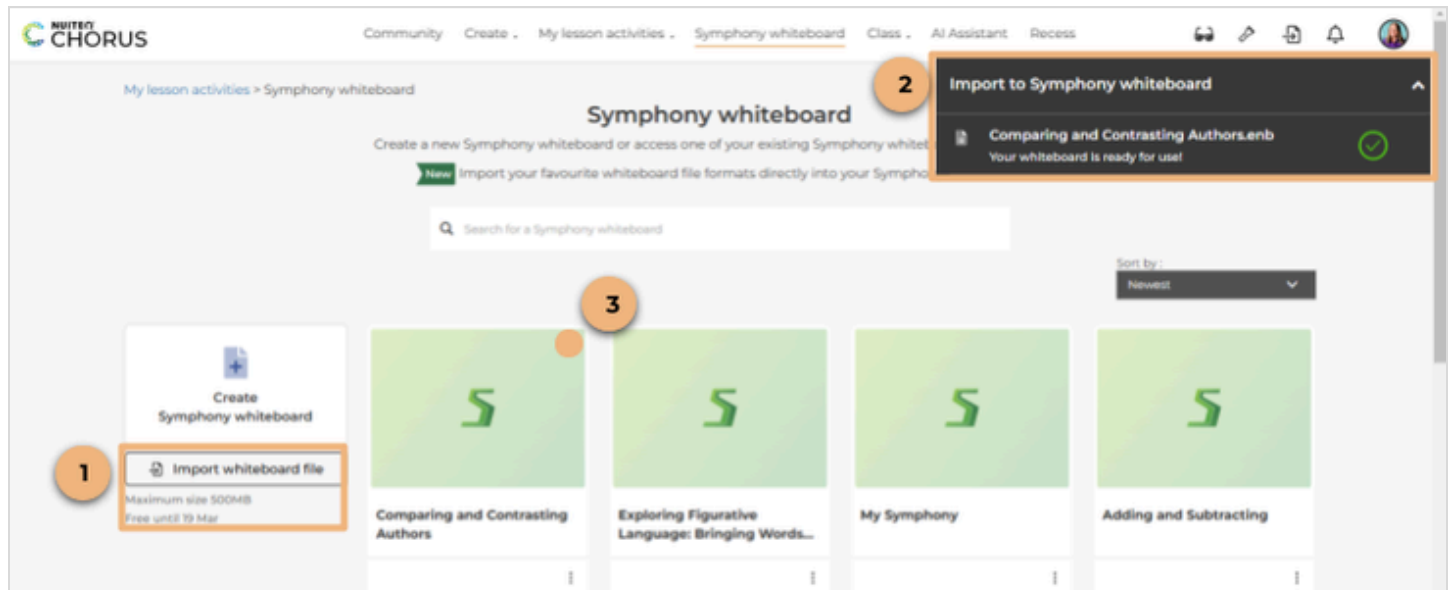 NUITEQ
CHORUS
Community Create My lesson activities Symphony whiteboard Class AI Assistant Recess
My lesson activities > Symphony whiteboard
2
Import to Symphony whiteboard
Comparing and Contrasting Authors.enb
Your whiteboard is ready for use!
Symphony whiteboard
Create a new Symphony whiteboard or access one of your existing Symphony
New Import your favourite whiteboard file formats directly into your
Search for a Symphony whiteboard
Sort by :
Newest
3
Create
Symphony whiteboard
1
Import whiteboard file
Maximum size 500MB
Free until 19 Mar
S
S
S
S
Comparing and Contrasting
Authors
Exploring Figurative
Language: Bringing Words...
My Symphony
Adding and Subtracting